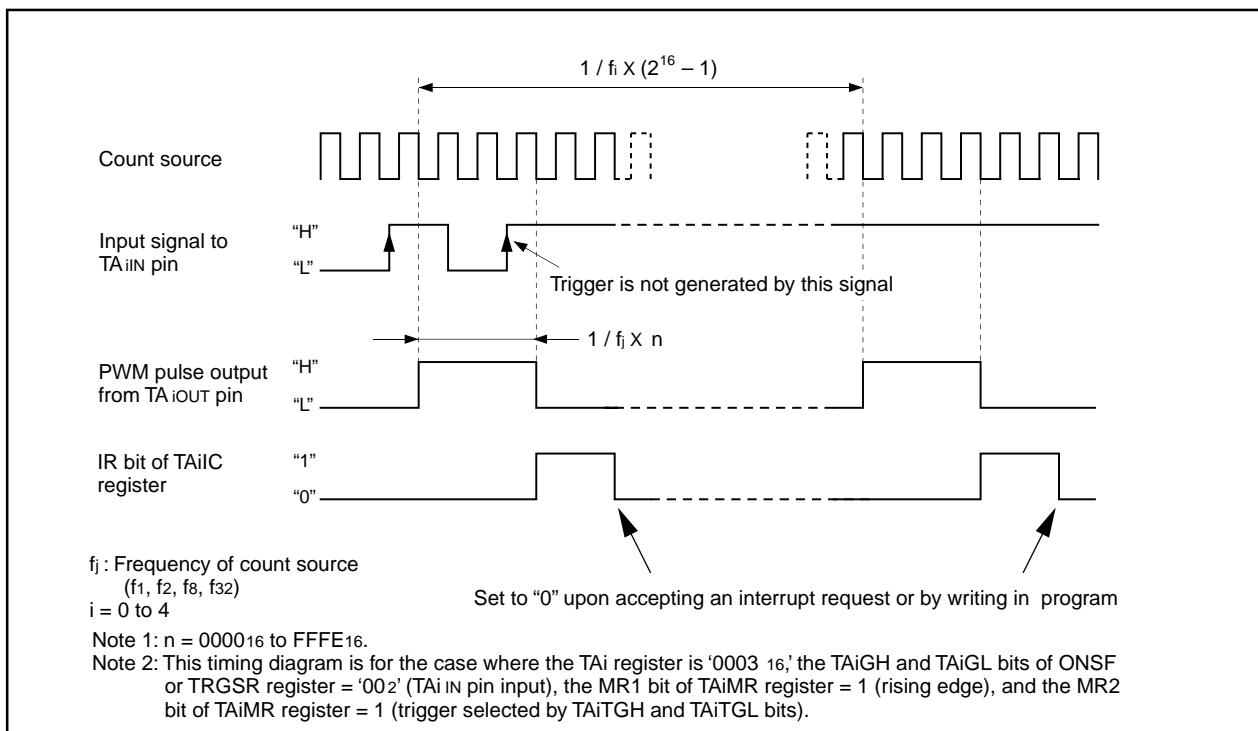 1 / fi X (2^16 – 1)
Count source
Input signal to
TAiIN pin
“H”
“L”
Trigger is not generated by this signal
1 / fj X n
PWM pulse output
from TAiOUT pin
“H”
“L”
IR bit of TAiIC
register
“1”
“0”
fj : Frequency of count source
(f1, f2, f8, f32)
i = 0 to 4
Set to “0” upon accepting an interrupt request or by writing in program
Note 1: n = 000016 to FFFE16.
Note 2: This timing diagram is for the case where the TAi register is ‘0003 16,’ the TAiGH and TAiGL bits of ONSF
or TRGSR register = ‘002’ (TAi IN pin input), the MR1 bit of TAiMR register = 1 (rising edge), and the MR2
bit of TAiMR register = 1 (trigger selected by TAiTGH and TAiTGL bits).